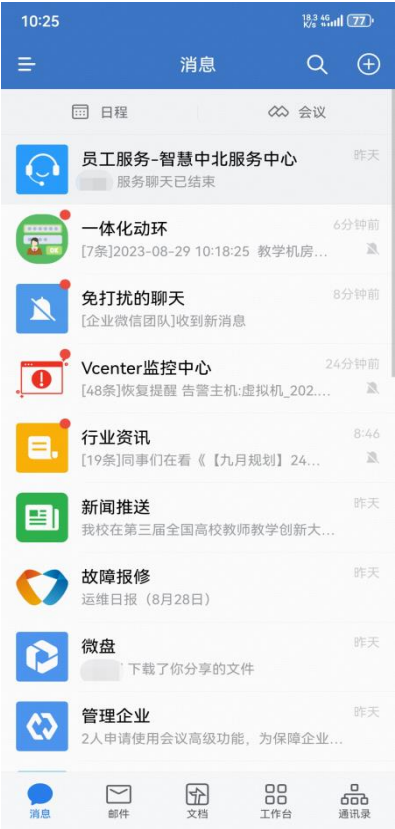 10:25
18.3 K/s 4G 77
消息
日程
会议
员工服务-智慧中北服务中心
昨天
服务聊天已结束
一体化动环
6分钟前
[7条]2023-08-29 10:18:25 教学机房...
免打扰的聊天
8分钟前
[企业微信团队]收到新消息
Vcenter监控中心
24分钟前
[48条]恢复提醒 告警主机:虚拟机_202....
行业资讯
8:46
[19条]同事们在看《【九月规划】24...
新闻推送
昨天
我校在第三届全国高校教师教学创新大...
故障报修
昨天
运维日报（8月28日）
微盘
昨天
下载了你分享的文件
管理企业
昨天
2人申请使用会议高级功能，为保障企业...
消息
邮件
文档
工作台
通讯录